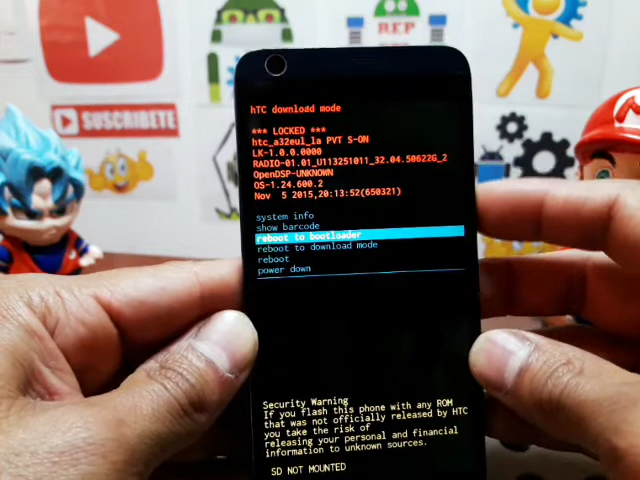 REP
SUSCRIBETE
hTC download mode
*** LOCKED ***
htc_a32eul_la PVT S-ON
LK-1.0.0.0000
RADIO-01.01_U113251011_32.04.50622G_2
OpenDSP-UNKNOWN
OS-1.24.600.2
Nov 5 2015,20:13:52(650321)
system info
show barcode
reboot to bootloader
reboot to download mode
reboot
power down
Security Warning
If you flash this phone with any ROM
that was not officially released by HTC
you take the risk of
releasing your personal and financial
information to unknown sources.
SD NOT MOUNTED
M